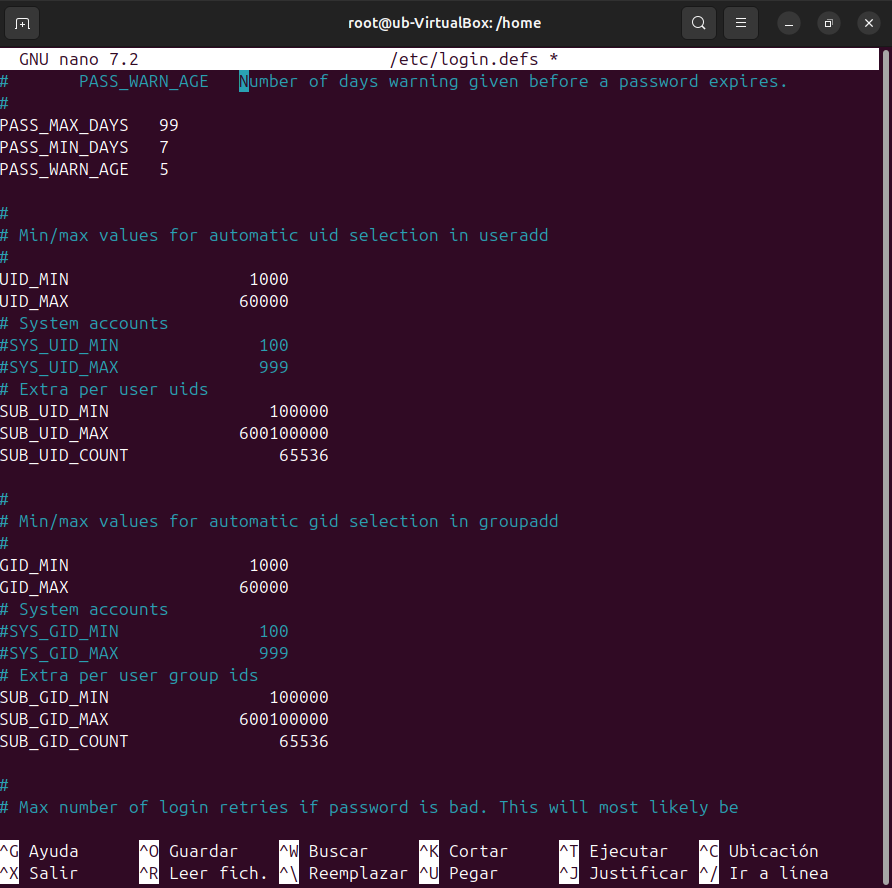 root@ub-VirtualBox: /home
GNU nano 7.2 /etc/login.defs *
# PASS_WARN_AGE Number of days warning given before a password expires.
#
PASS_MAX_DAYS 99
PASS_MIN_DAYS 7
PASS_WARN_AGE 5
#
# Min/max values for automatic uid selection in useradd
#
UID_MIN 1000
UID_MAX 60000
# System accounts
#SYS_UID_MIN 100
#SYS_UID_MAX 999
# Extra per user uids
SUB_UID_MIN 100000
SUB_UID_MAX 600100000
SUB_UID_COUNT 65536
#
# Min/max values for automatic gid selection in groupadd
#
GID_MIN 1000
GID_MAX 60000
# System accounts
#SYS_GID_MIN 100
#SYS_GID_MAX 999
# Extra per user group ids
SUB_GID_MIN 100000
SUB_GID_MAX 600100000
SUB_GID_COUNT 65536
#
# Max number of login retries if password is bad. This will most likely be
^G Ayuda ^O Guardar ^W Buscar ^K Cortar ^T Ejecutar ^C Ubicación
^X Salir ^R Leer fich. ^\ Reemplazar ^U Pegar ^J Justificar ^/ Ir a línea